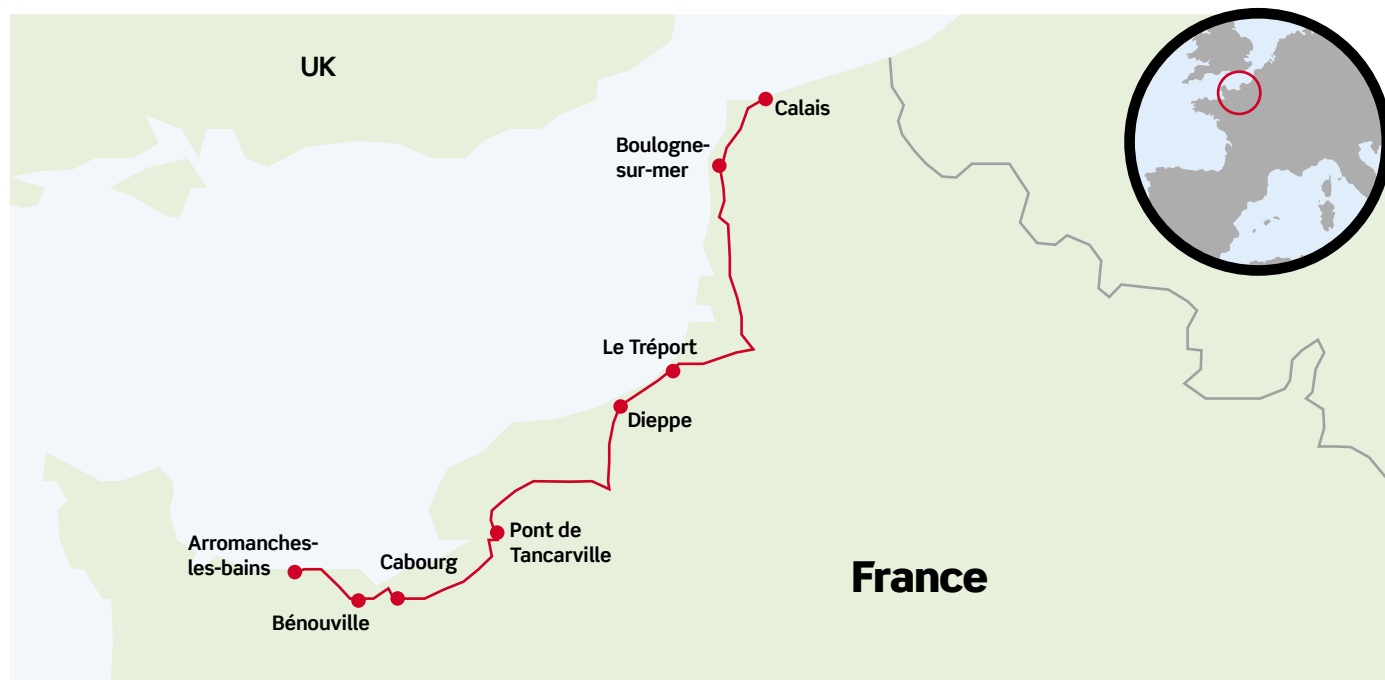 UK
Calais
Boulogne-
sur-mer
Le Tréport
Dieppe
Pont de
Tancarville
Arromanches-
les-bains
Cabourg
Bénouville
France